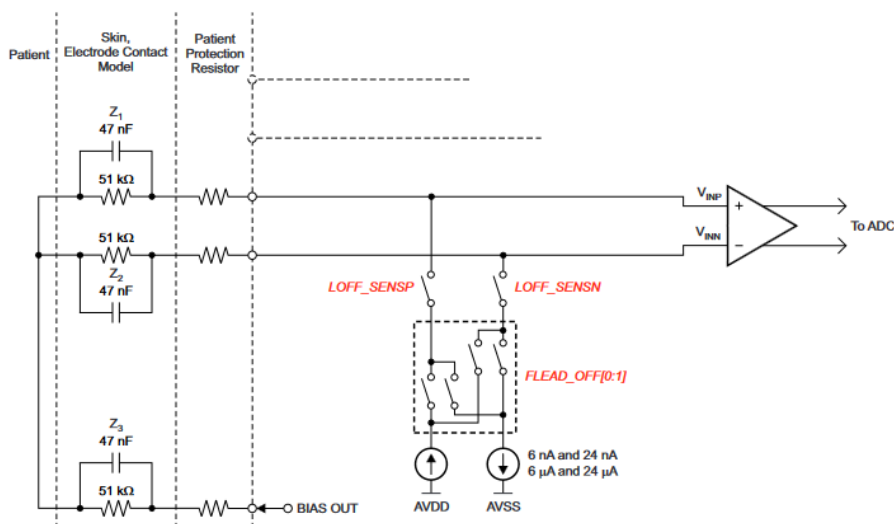 Patient
Skin,
Electrode Contact
Model
Patient
Protection
Resistor
Z1
47 nF
51 kΩ
51 kΩ
Z2
47 nF
VINP
+
To ADC
VINN
−
LOFF_SENSP
LOFF_SENSN
FLEAD_OFF[0:1]
Z3
47 nF
51 kΩ
6 nA and 24 nA
6 μA and 24 μA
BIAS OUT
AVDD
AVSS